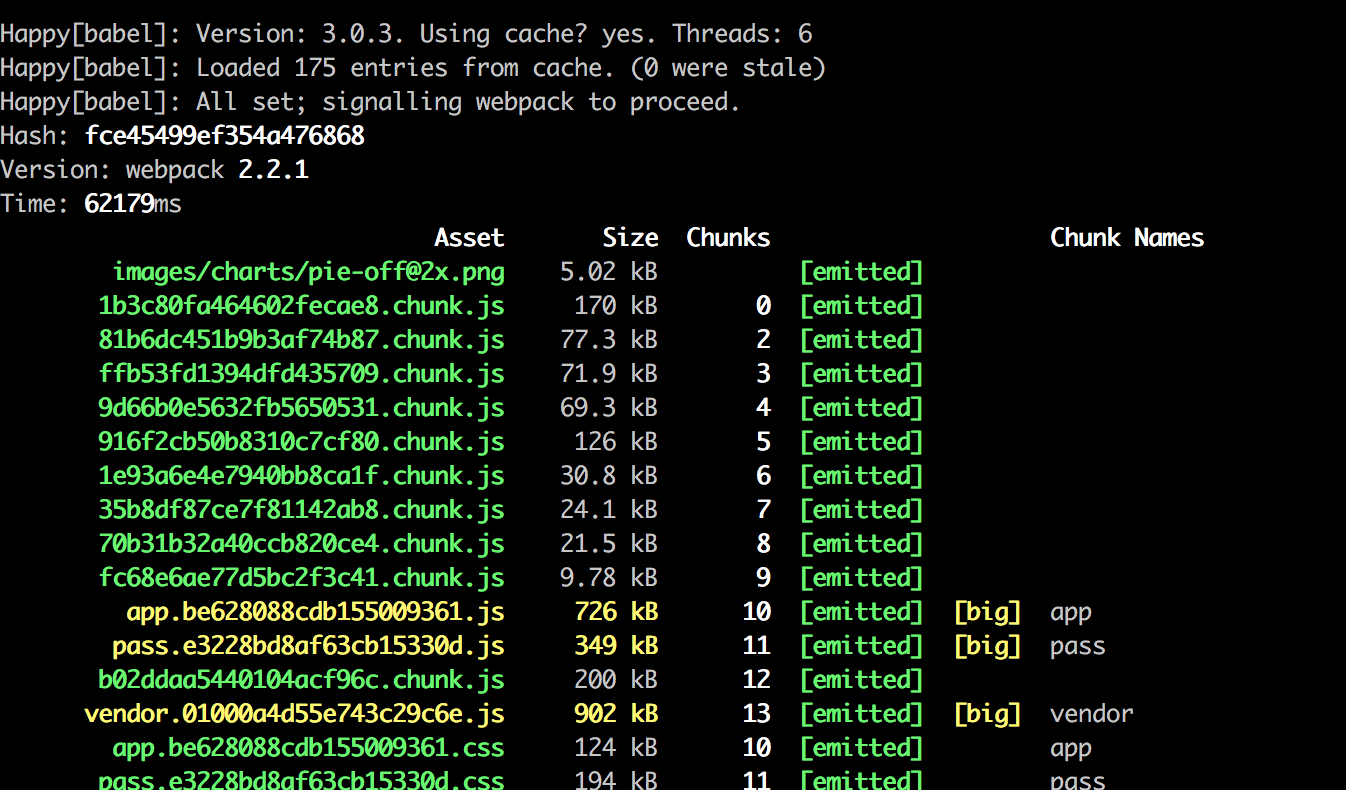 Happy[babel]: Version: 3.0.3. Using cache? yes. Threads: 6
Happy[babel]: Loaded 175 entries from cache. (0 were stale)
Happy[babel]: All set; signalling webpack to proceed.
Hash: fce45499ef354a476868
Version: webpack 2.2.1
Time: 62179ms
Asset Size Chunks Chunk Names
images/charts/pie-off@2x.png 5.02 kB [emitted]
1b3c80fa464602fecae8.chunk.js 170 kB 0 [emitted]
81b6dc451b9b3af74b87.chunk.js 77.3 kB 2 [emitted]
ffb53fd1394dfd435709.chunk.js 71.9 kB 3 [emitted]
9d66b0e5632fb5650531.chunk.js 69.3 kB 4 [emitted]
916f2cb50b8310c7cf80.chunk.js 126 kB 5 [emitted]
1e93a6e4e7940bb8ca1f.chunk.js 30.8 kB 6 [emitted]
35b8df87ce7f81142ab8.chunk.js 24.1 kB 7 [emitted]
70b31b32a40ccb820ce4.chunk.js 21.5 kB 8 [emitted]
fc68e6ae77d5bc2f3c41.chunk.js 9.78 kB 9 [emitted]
app.be628088cdb155009361.js 726 kB 10 [emitted] [big] app
pass.e3228bd8af63cb15330d.js 349 kB 11 [emitted] [big] pass
b02ddaa5440104acf96c.chunk.js 200 kB 12 [emitted]
vendor.01000a4d55e743c29c6e.js 902 kB 13 [emitted] [big] vendor
app.be628088cdb155009361.css 124 kB 10 [emitted] app
pass.e3228bd8af63cb15330d.css 194 kB 11 [emitted] pass